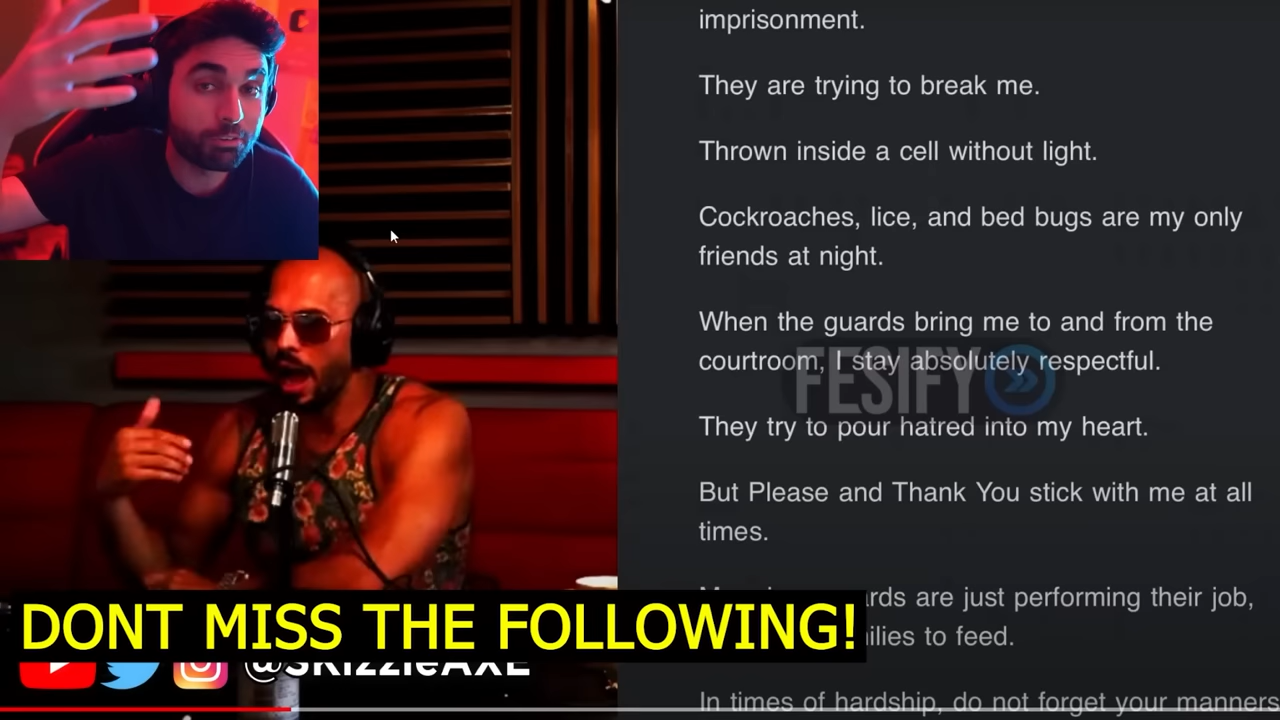 imprisonment.
They are trying to break me.
Thrown inside a cell without light.
Cockroaches, lice, and bed bugs are my only
friends at night.
When the guards bring me to and from the
courtroom, I stay absolutely respectful.
FESIFY
They try to pour hatred into my heart.
But Please and Thank You stick with me at all
times.
are just performing their job,
to feed.
In times of hardship, do not forget your manners
DONT MISS THE FOLLOWING!
@SkizzleAXE